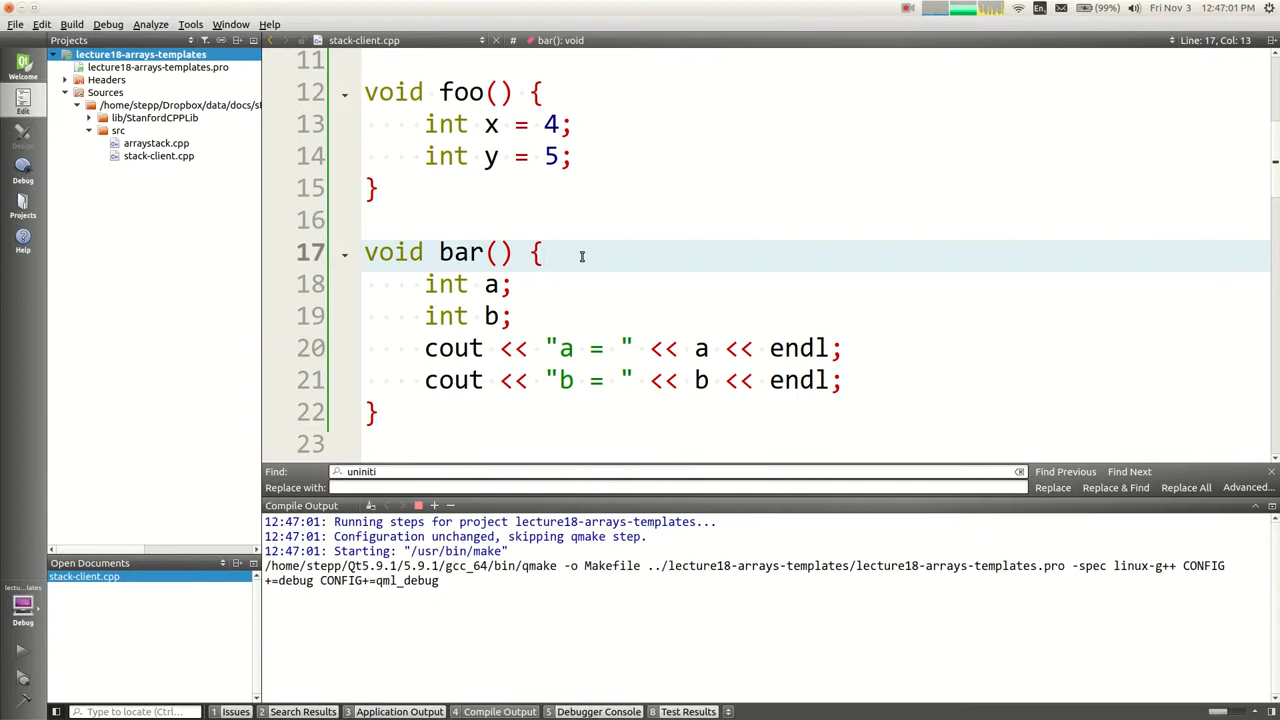 En, (99%) Fri Nov 3 12:47:01 PM
File Edit Build Debug Analyze Tools Window Help
Projects
stack-client.cpp # bar(): void Line: 17, Col: 13
Welcome
Edit
Design
Debug
Projects
Help
lecture18-arrays-templates
lecture18-arrays-templates.pro
Headers
Sources
/home/stepp/Dropbox/data/docs/st
lib/StanfordCPPLib
src
arraystack.cpp
stack-client.cpp
11
12 void foo() {
13 int x = 4;
14 int y = 5;
15 }
16
17 void bar() {
18 int a;
19 int b;
20 cout << "a = " << a << endl;
21 cout << "b = " << b << endl;
22 }
23
Find: uniniti Find Previous Find Next
Replace with: Replace Replace & Find Replace All Advanced...
Compile Output
12:47:01: Running steps for project lecture18-arrays-templates...
12:47:01: Configuration unchanged, skipping qmake step.
12:47:01: Starting: "/usr/bin/make"
/home/stepp/Qt5.9.1/5.9.1/gcc_64/bin/qmake -o Makefile ../lecture18-arrays-templates/lecture18-arrays-templates.pro -spec linux-g++ CONFIG
+=debug CONFIG+=qml_debug
Open Documents
stack-client.cpp
lectu...lates
Debug
Type to locate (Ctrl... 1 Issues 2 Search Results 3 Application Output 4 Compile Output 5 Debugger Console 8 Test Results